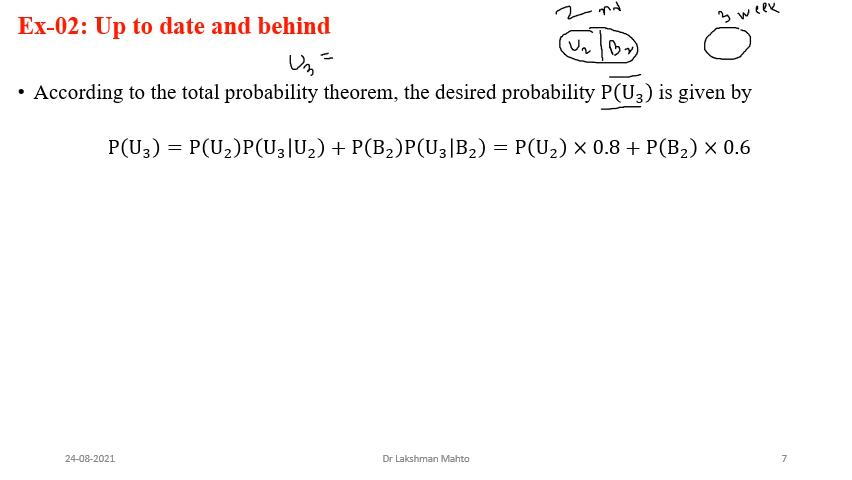 2nd
3 week
Ex-02: Up to date and behind
U₂ | B₂
U₃ =
• According to the total probability theorem, the desired probability P(U₃) is given by
P(U₃) = P(U₂)P(U₃|U₂) + P(B₂)P(U₃|B₂) = P(U₂) × 0.8 + P(B₂) × 0.6
24-08-2021
Dr Lakshman Mahto
7